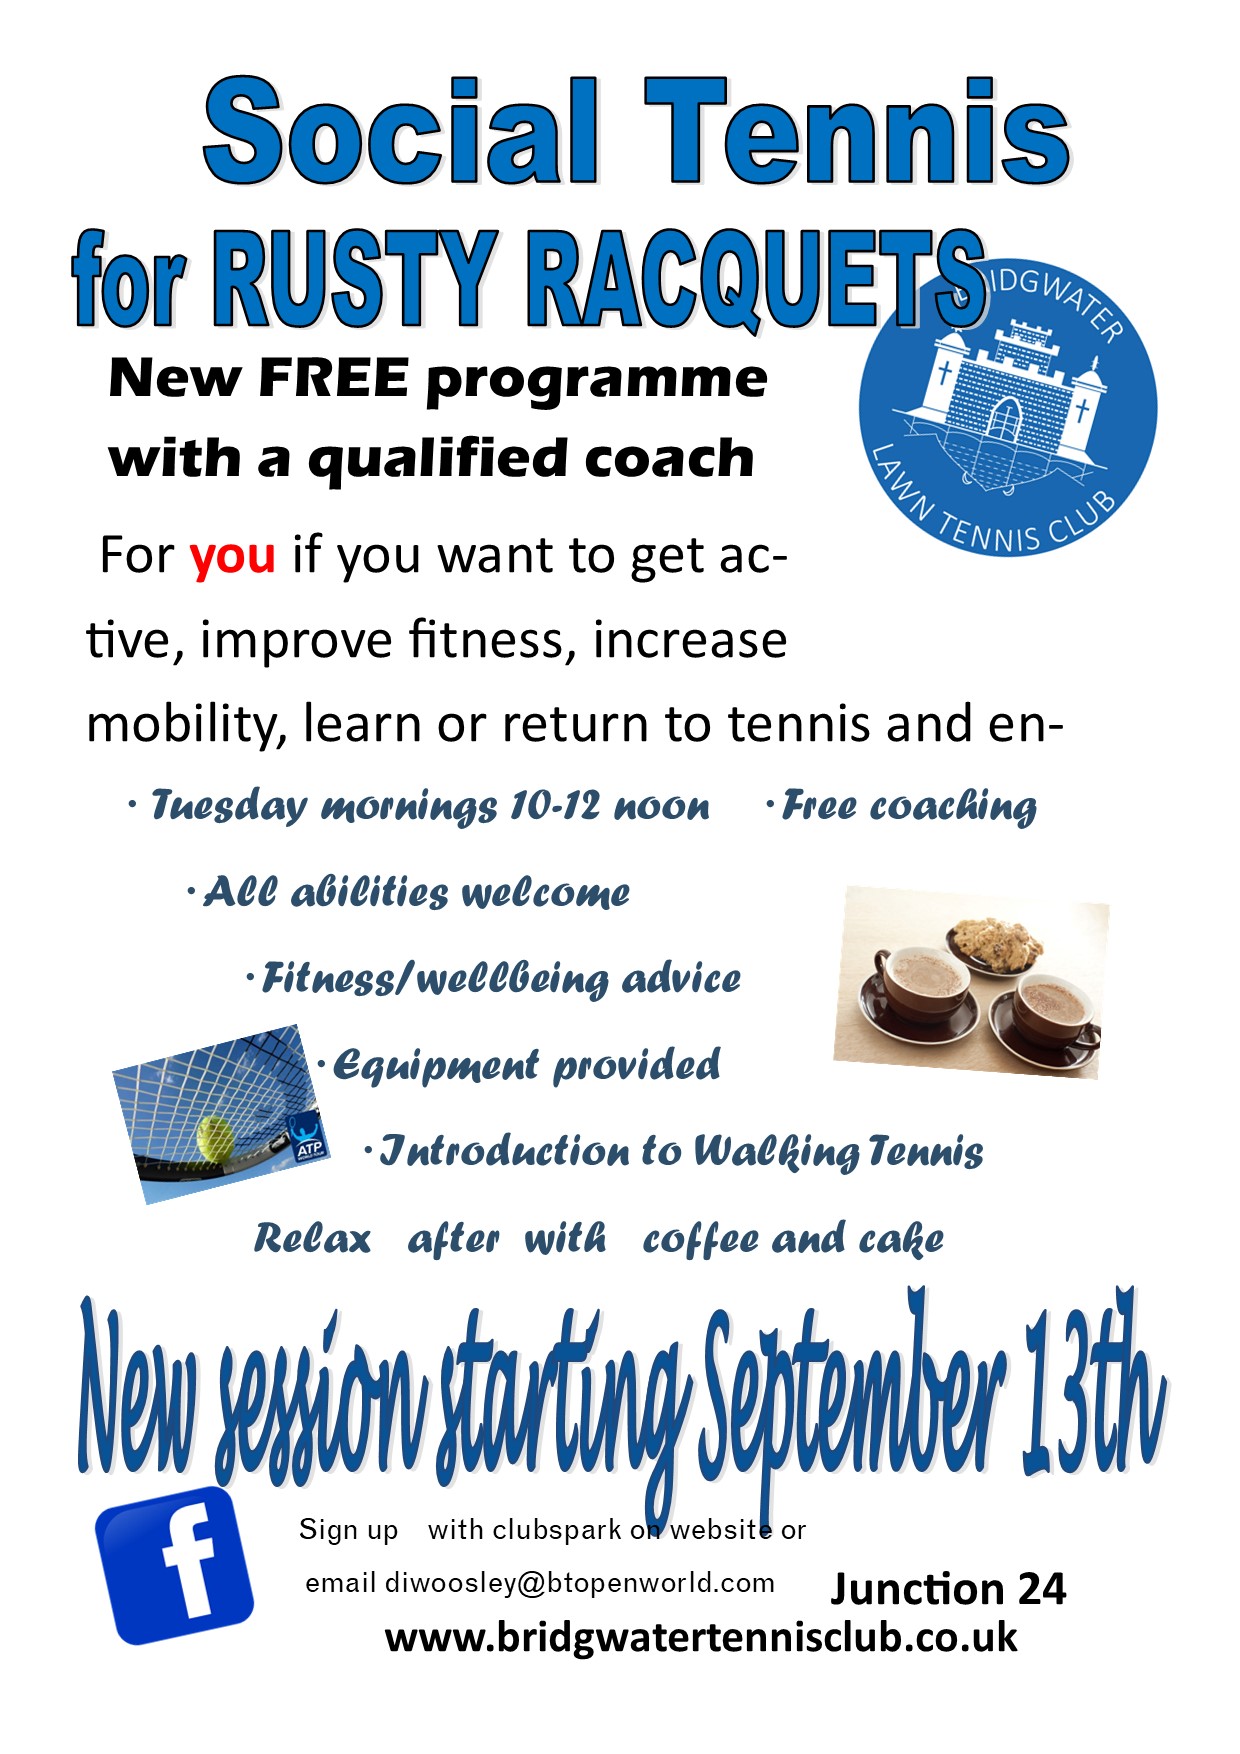 Social Tennis
for RUSTY RACQUETS
BRIDGWATER
LAWN TENNIS CLUB
New FREE programme
with a qualified coach
For you if you want to get ac-
tive, improve fitness, increase
mobility, learn or return to tennis and en-
· Tuesday mornings 10-12 noon · Free coaching
· All abilities welcome
· Fitness/wellbeing advice
· Equipment provided
ATP
WORLD TOUR
· Introduction to Walking Tennis
Relax after with coffee and cake
New session starting September 13th
f
Sign up with clubspark on website or
email diwoosley@btopenworld.com
Junction 24
www.bridgwatertennisclub.co.uk